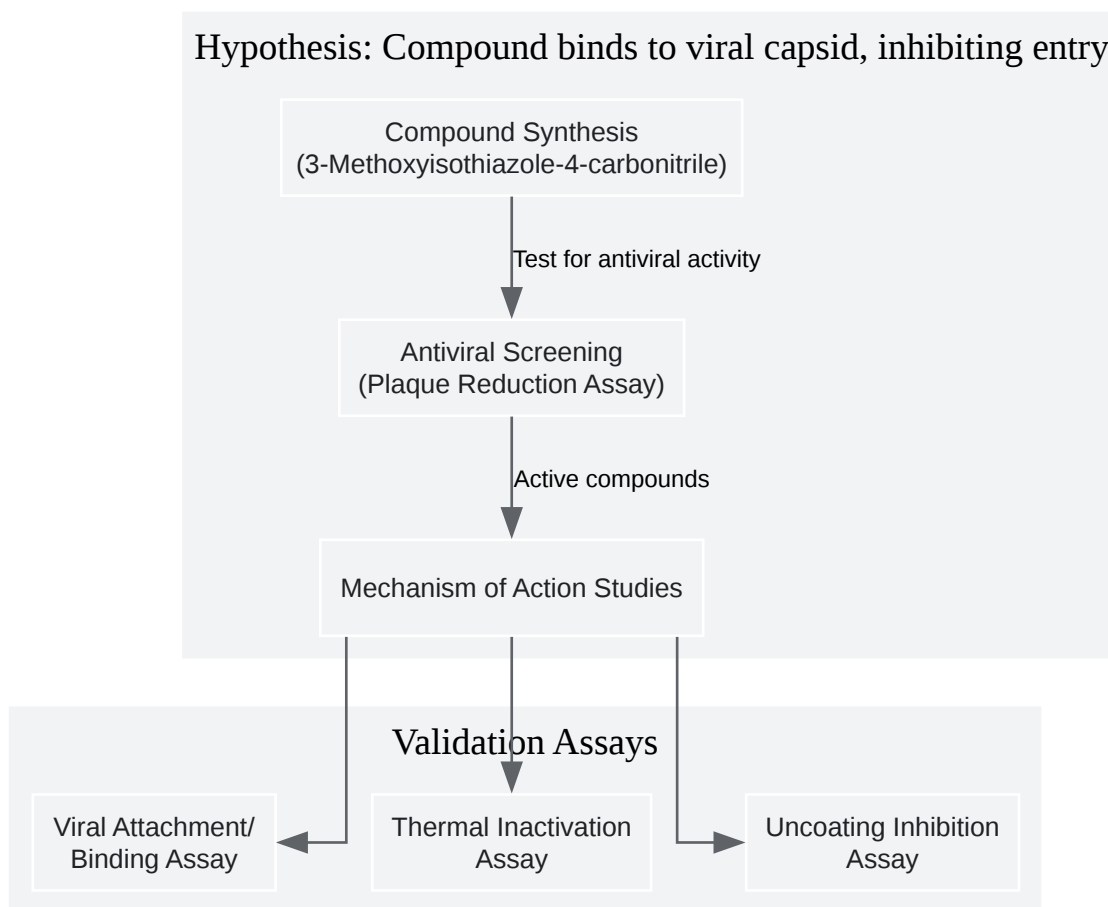 Hypothesis: Compound binds to viral capsid, inhibiting entry
Compound Synthesis
(3-Methoxyisothiazole-4-carbonitrile)
Test for antiviral activity
Antiviral Screening
(Plaque Reduction Assay)
Active compounds
Mechanism of Action Studies
Validation Assays
Viral Attachment/
Binding Assay
Thermal Inactivation
Assay
Uncoating Inhibition
Assay